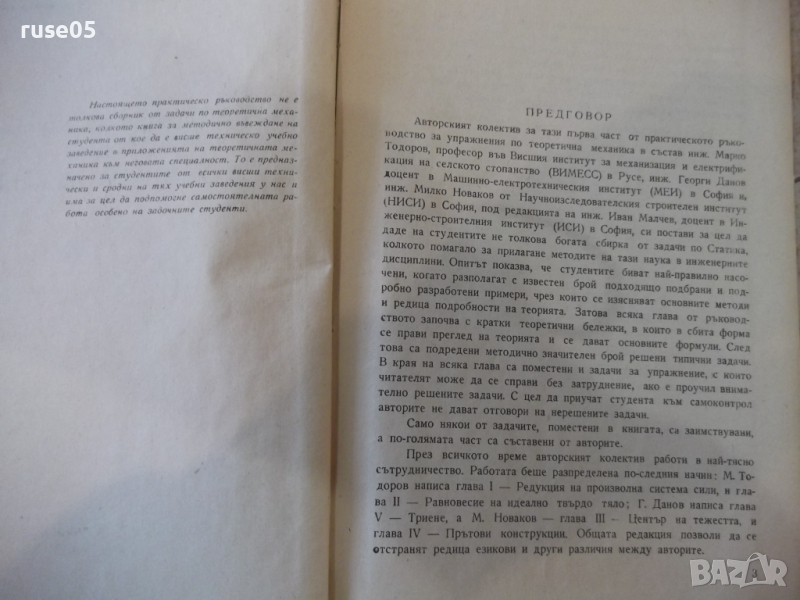 ruse05
Настоящето практическо ръководство не е
толкова сборник от задачи по теоретична меха-
ника, колкото книга за методично въвеждане на
студента от кое да е висше техническо учебно
заведение в приложенията на теоретичната ме-
ханика към неговата специалност. То е предназ-
начено за студентите от всички висши техни-
чески и сродни на тях учебни заведения у нас и
има за цел да подпомогне самостоятелната ра-
бота особено на задочните студенти.
ПРЕДГОВОР
Авторският колектив за тази първа част от практическото ръко-
водство за упражнения по теоретична механика в състав инж. Марко
Тодоров, професор във Висшия институт за механизация и електрифи-
кация на селското стопанство (ВИМЕСС) в Русе, инж. Георги Данов
доцент в Машинно-електротехническия институт (МЕИ) в София и
инж. Милко Новаков от Научноизследователския строителен институт
(НИСИ) в София, под редакцията на инж. Иван Малчев, доцент в Ин-
женерно-строителния институт (ИСИ) в София, си постави за цел да
даде на студентите не толкова богата сбирка от задачи по Статика,
колкото помагало за прилагане методите на тази наука в инженерните
дисциплини. Опитът показва, че студентите биват най-правилно насо-
чени, когато разполагат с известен брой подходящо подбрани и под-
робно разработени примери, чрез които се изясняват основните методи
и редица подробности на теорията. Затова всяка глава от ръковод-
ството започва с кратки теоретични бележки, в които в сбита форма
се прави преглед на теорията и се дават основните формули. След
това са подредени методично значителен брой решени типични задачи.
В края на всяка глава са поместени и задачи за упражнение, с които
читателят може да се справи без затруднение, ако е проучил внима-
телно решените задачи. С цел да приучат студента към самоконтрол
авторите не дават отговори на нерешените задачи.
Само някои от задачите, поместени в книгата, са заимствувани,
а по-голямата част са съставени от авторите.
През всичкото време авторският колектив работи в най-тясно
сътрудничество. Работата беше разпределена по-следния начин: М. То-
доров написа глава I — Редукция на произволна система сили, и гла-
ва II — Равновесие на идеално твърдо тяло; Г. Данов написа глава
V — Триене, а М. Новаков — глава III — Център на тежестта, и
глава IV — Прътови конструкции. Общата редакция позволи да се
отстранят редица езикови и други различия между авторите.
3
BAZAR
bazar.bg